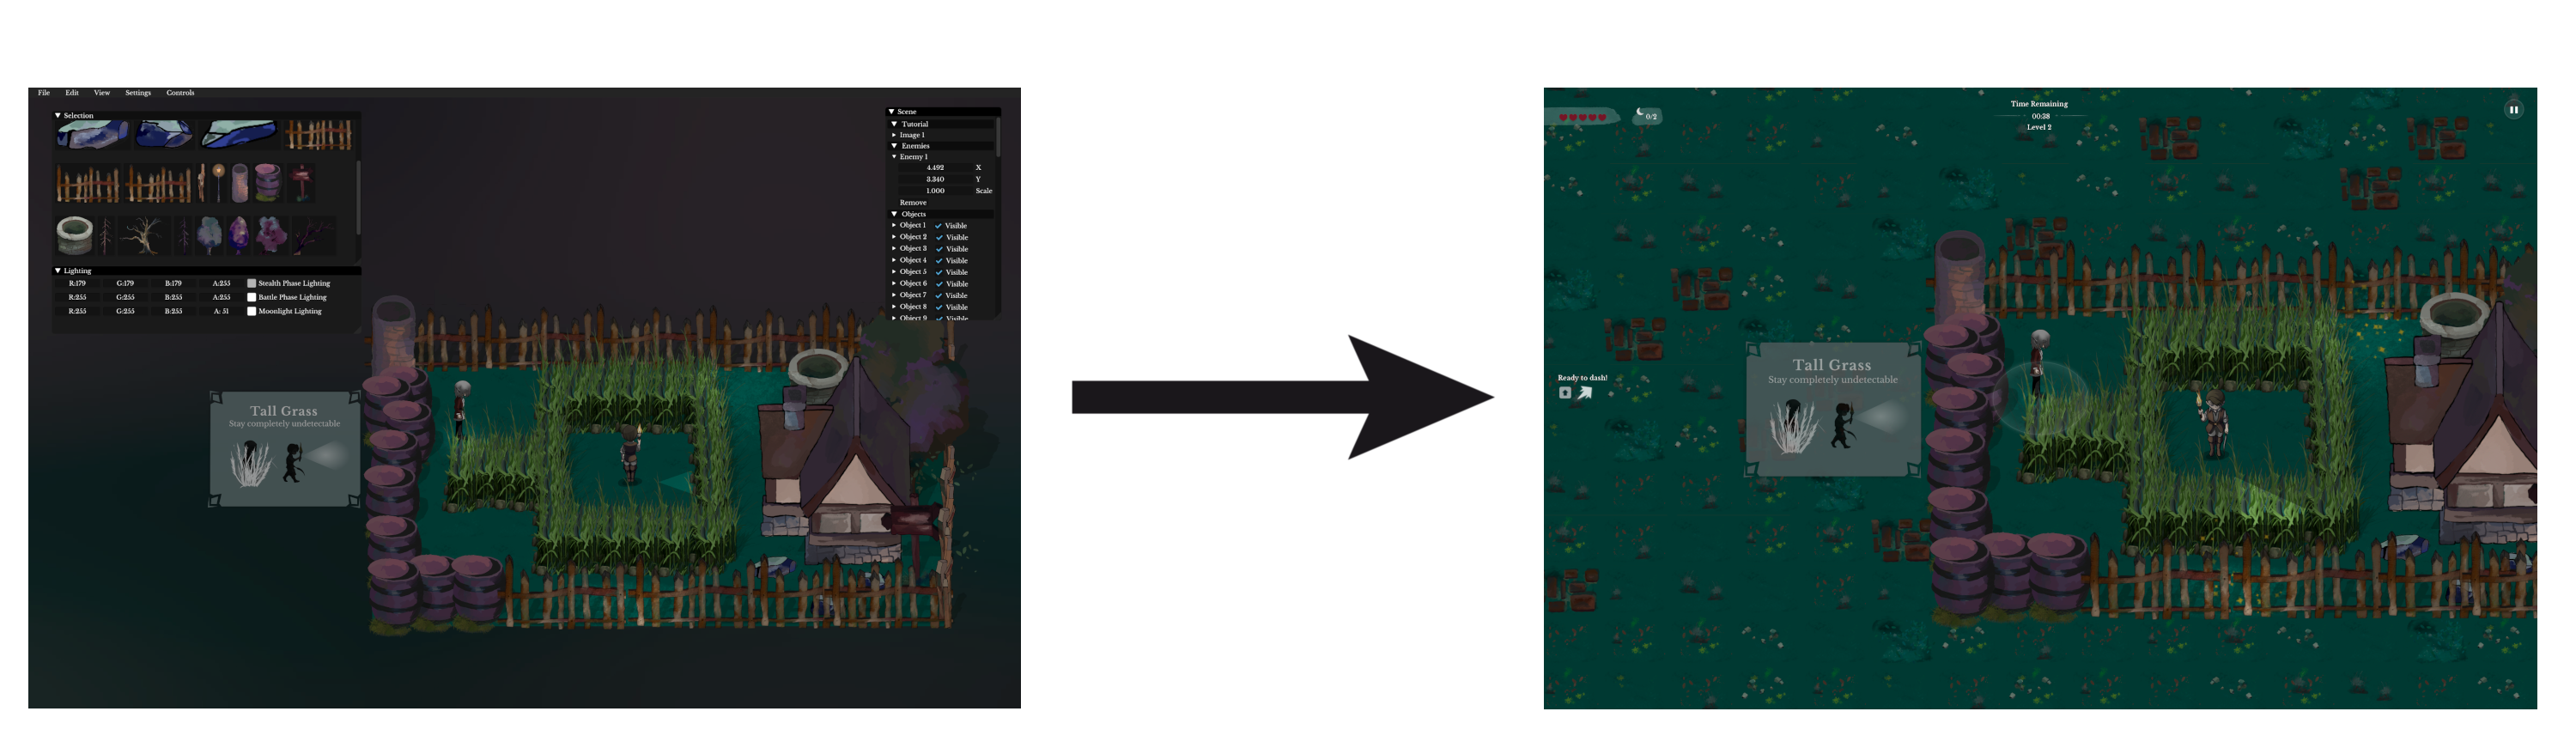 File Edit View Settings Controls
▼ Selection
▼ Lighting
R:179 G:179 B:179 A:255 Stealth Phase Lighting
R:255 G:255 B:255 A:255 Battle Phase Lighting
R:255 G:255 B:255 A: 51 Moonlight Lighting
Tall Grass
Stay completely undetectable
▼ Scene
▼ Tutorial
▶ Image 1
▼ Enemies
▼ Enemy 1
4.492 X
3.340 Y
1.000 Scale
Remove
▼ Objects
▶ Object 1 ✓ Visible
▶ Object 2 ✓ Visible
▶ Object 3 ✓ Visible
▶ Object 4 ✓ Visible
▶ Object 5 ✓ Visible
▶ Object 6 ✓ Visible
▶ Object 7 ✓ Visible
▶ Object 8 ✓ Visible
▶ Object 9 ✓ Visible
0/2
Time Remaining
00:38
Level 2
Ready to dash!
Tall Grass
Stay completely undetectable